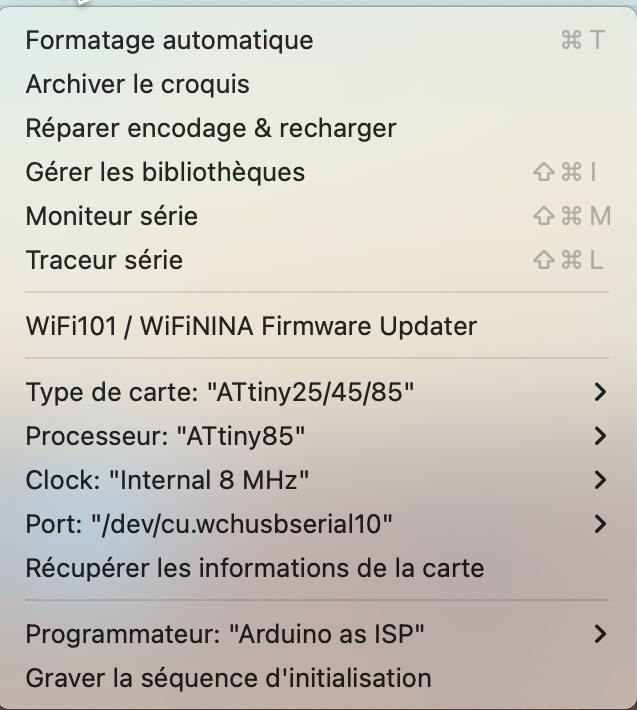 Formatage automatique ⌘ T
Archiver le croquis
Réparer encodage & recharger
Gérer les bibliothèques ⇧ ⌘ I
Moniteur série ⇧ ⌘ M
Traceur série ⇧ ⌘ L
WiFi101 / WiFiNINA Firmware Updater
Type de carte: "ATtiny25/45/85"
Processeur: "ATtiny85"
Clock: "Internal 8 MHz"
Port: "/dev/cu.wchusbserial10"
Récupérer les informations de la carte
Programmateur: "Arduino as ISP"
Graver la séquence d'initialisation